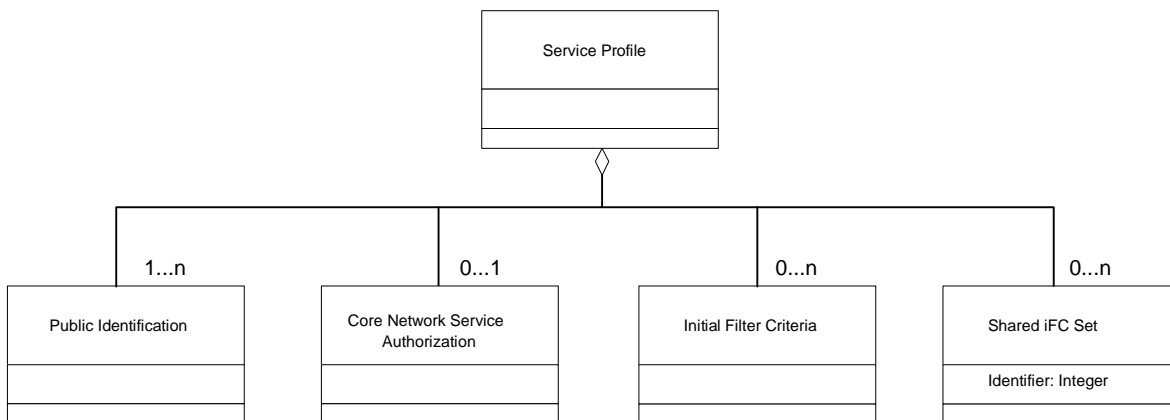 Service Profile
1...n
0...1
0...n
0...n
Public Identification
Core Network Service
Authorization
Initial Filter Criteria
Shared iFC Set
Identifier: Integer